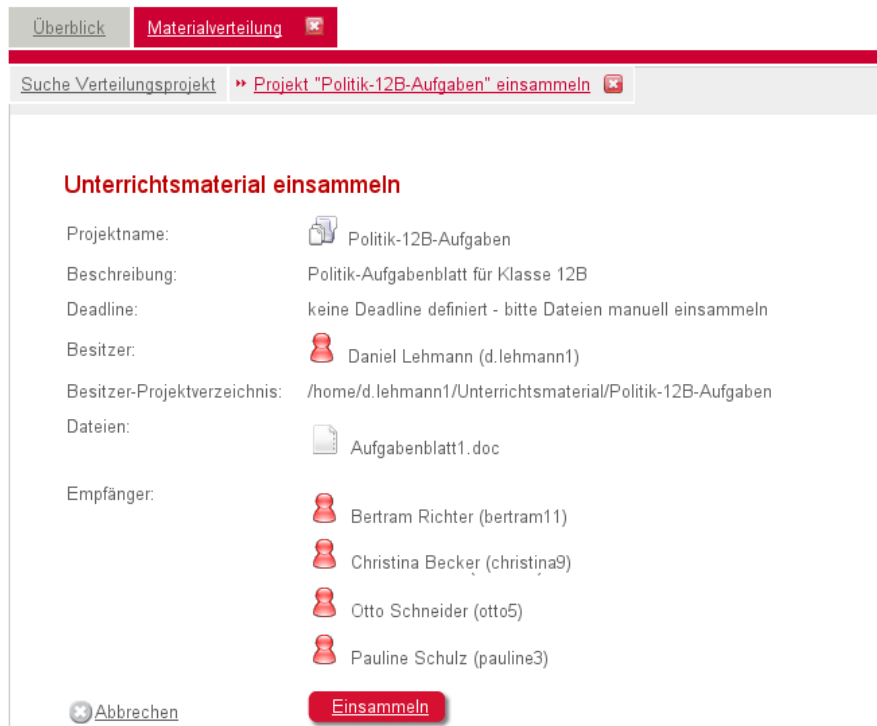 Überblick Materialverteilung
Suche Verteilungsprojekt Projekt "Politik-12B-Aufgaben" einsammeln
Unterrichtsmaterial einsammeln
Projektname: Politik-12B-Aufgaben
Beschreibung: Politik-Aufgabenblatt für Klasse 12B
Deadline: keine Deadline definiert - bitte Dateien manuell einsammeln
Besitzer: Daniel Lehmann (d.lehmann1)
Besitzer-Projektverzeichnis: /home/d.lehmann1/Unterrichtsmaterial/Politik-12B-Aufgaben
Dateien: Aufgabenblatt1.doc
Empfänger: Bertram Richter (bertram11)
Christina Becker (christina9)
Otto Schneider (otto5)
Pauline Schulz (pauline3)
Abbrechen Einsammeln